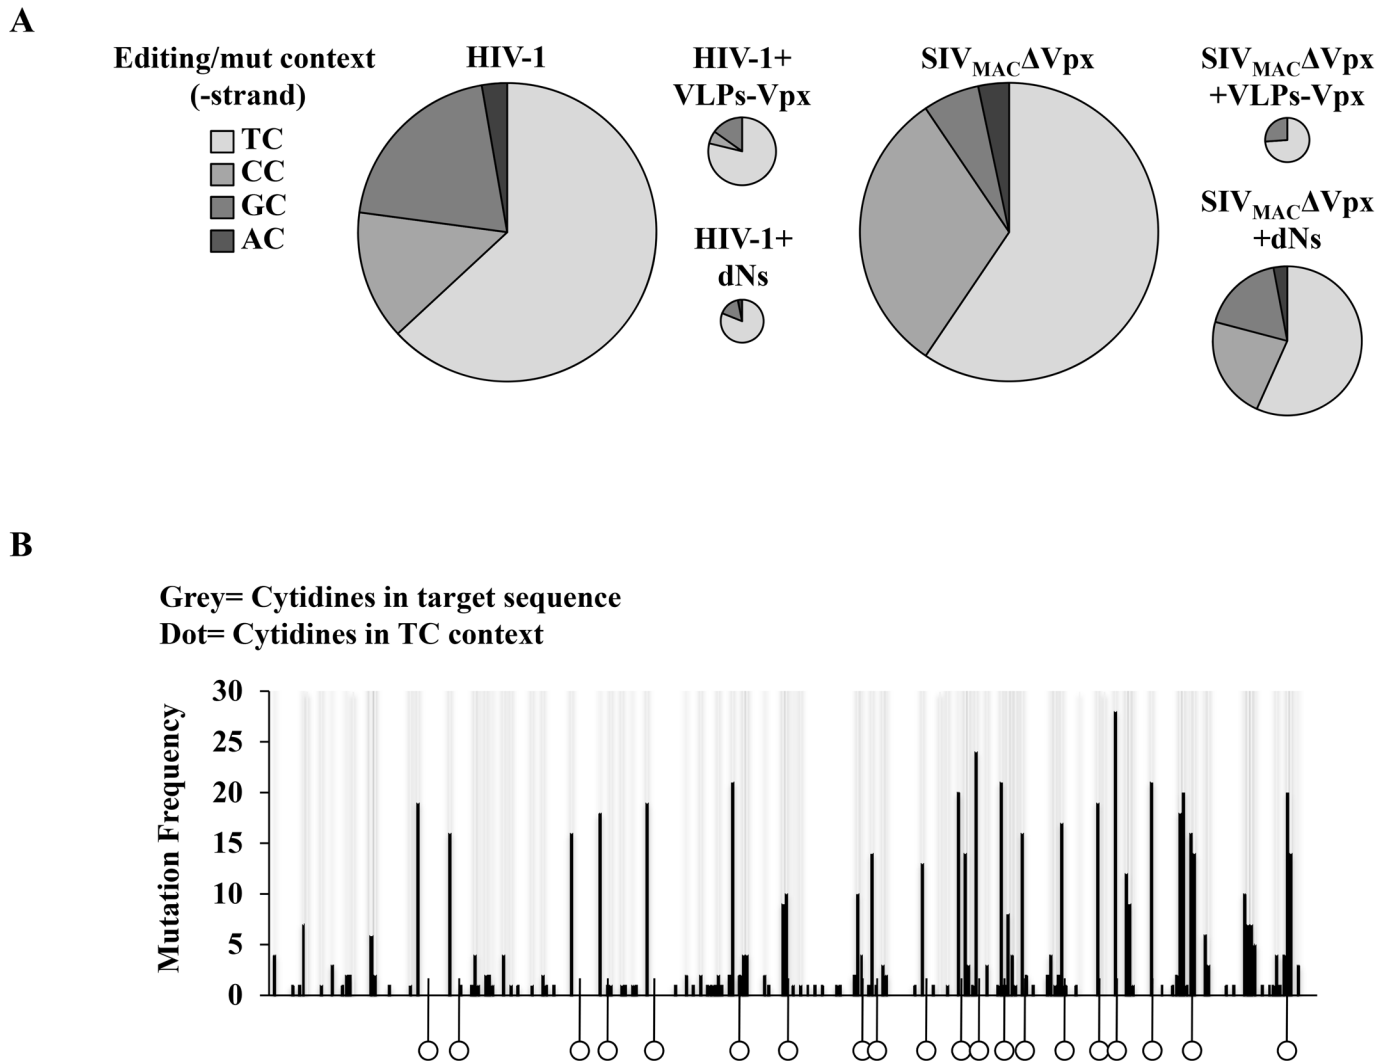 A
Editing/mut context
(-strand)
TC
CC
GC
AC
HIV-1
HIV-1+
VLPs-Vpx
HIV-1+
dNs
SIVMACΔVpx
SIVMACΔVpx
+VLPs-Vpx
SIVMACΔVpx
+dNs
B
Grey= Cytidines in target sequence
Dot= Cytidines in TC context
Mutation Frequency
30
25
20
15
10
5
0